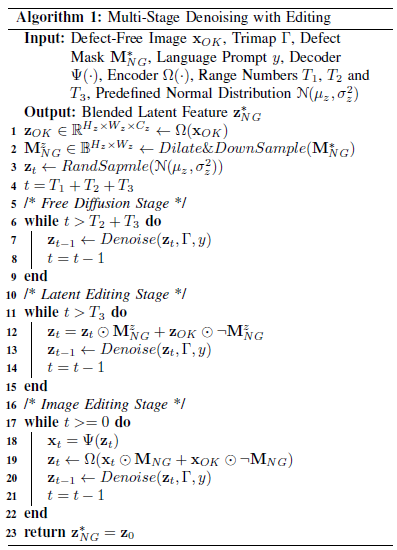 Algorithm 1: Multi-Stage Denoising with Editing
Input: Defect-Free Image x_OK, Trimap Γ, Defect
Mask M*_NG, Language Prompt y, Decoder
Ψ(·), Encoder Ω(·), Range Numbers T_1, T_2 and
T_3, Predefined Normal Distribution N(μ_z, σ_z^2)
Output: Blended Latent Feature z*_NG
1 z_OK ∈ ℝ^{H_z×W_z×C_z} ← Ω(x_OK)
2 M^z_NG ∈ 𝔹^{H_z×W_z} ← Dilate&DownSample(M*_NG)
3 z_t ← RandSapmle(N(μ_z, σ_z^2))
4 t = T_1 + T_2 + T_3
5 /* Free Diffusion Stage */
6 while t > T_2 + T_3 do
7 z_{t−1} ← Denoise(z_t, Γ, y)
8 t = t − 1
9 end
10 /* Latent Editing Stage */
11 while t > T_3 do
12 z_t = z_t ⊙ M^z_NG + z_OK ⊙ ¬M^z_NG
13 z_{t−1} ← Denoise(z_t, Γ, y)
14 t = t − 1
15 end
16 /* Image Editing Stage */
17 while t >= 0 do
18 x_t = Ψ(z_t)
19 z_t ← Ω(x_t ⊙ M_NG + x_OK ⊙ ¬M_NG)
20 z_{t−1} ← Denoise(z_t, Γ, y)
21 t = t − 1
22 end
23 return z*_NG = z_0